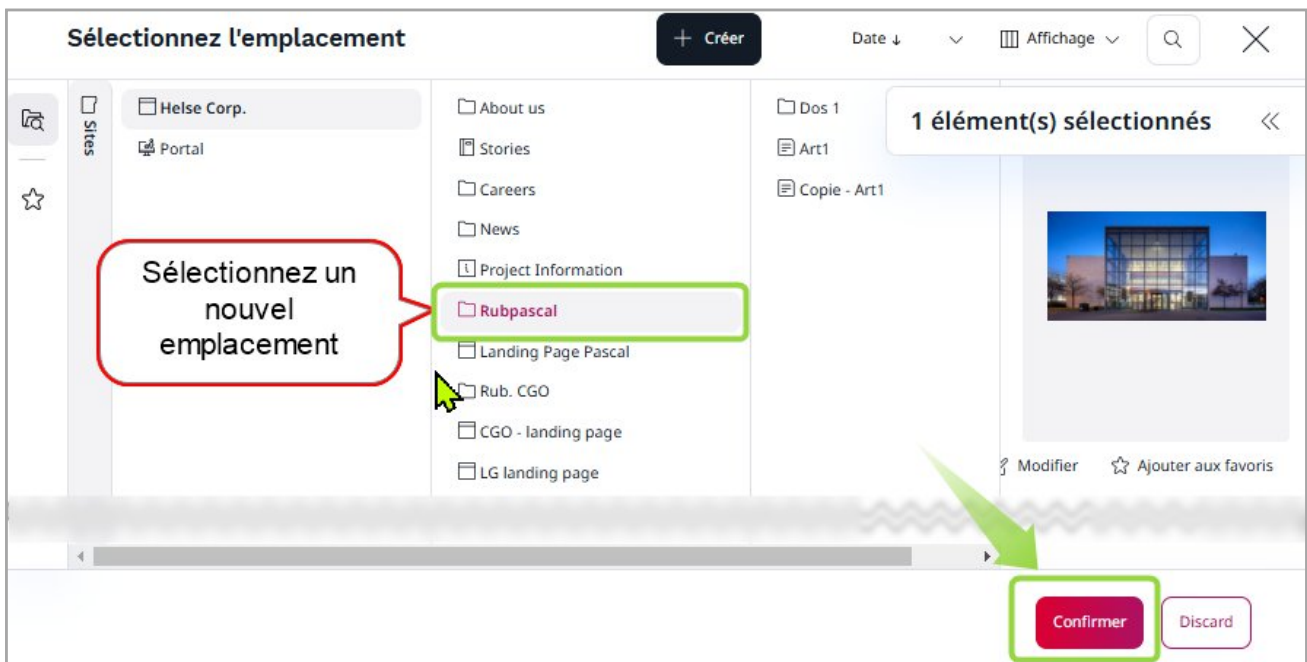 Sélectionnez l'emplacement
+ Créer
Date ↓
Affichage
Sites
Helse Corp.
Portal
About us
Stories
Careers
News
Project Information
Rubpascal
Landing Page Pascal
Rub. CGO
CGO - landing page
LG landing page
Dos 1
Art1
Copie - Art1
1 élément(s) sélectionnés
Sélectionnez un
nouvel
emplacement
Modifier
Ajouter aux favoris
Confirmer
Discard